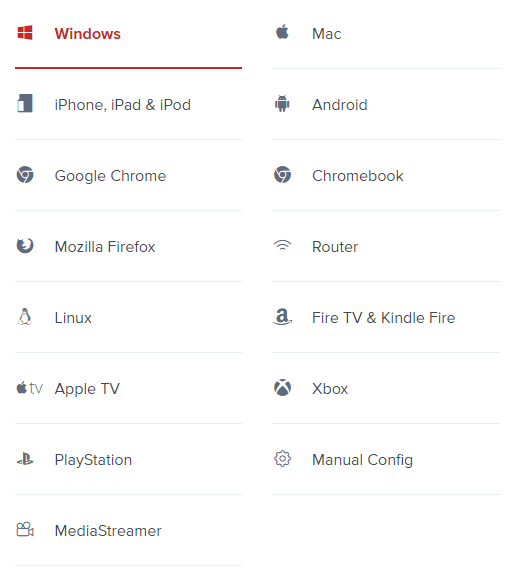 Windows
Mac
iPhone, iPad & iPod
Android
Google Chrome
Chromebook
Mozilla Firefox
Router
Linux
Fire TV & Kindle Fire
tv Apple TV
Xbox
PlayStation
Manual Config
MediaStreamer